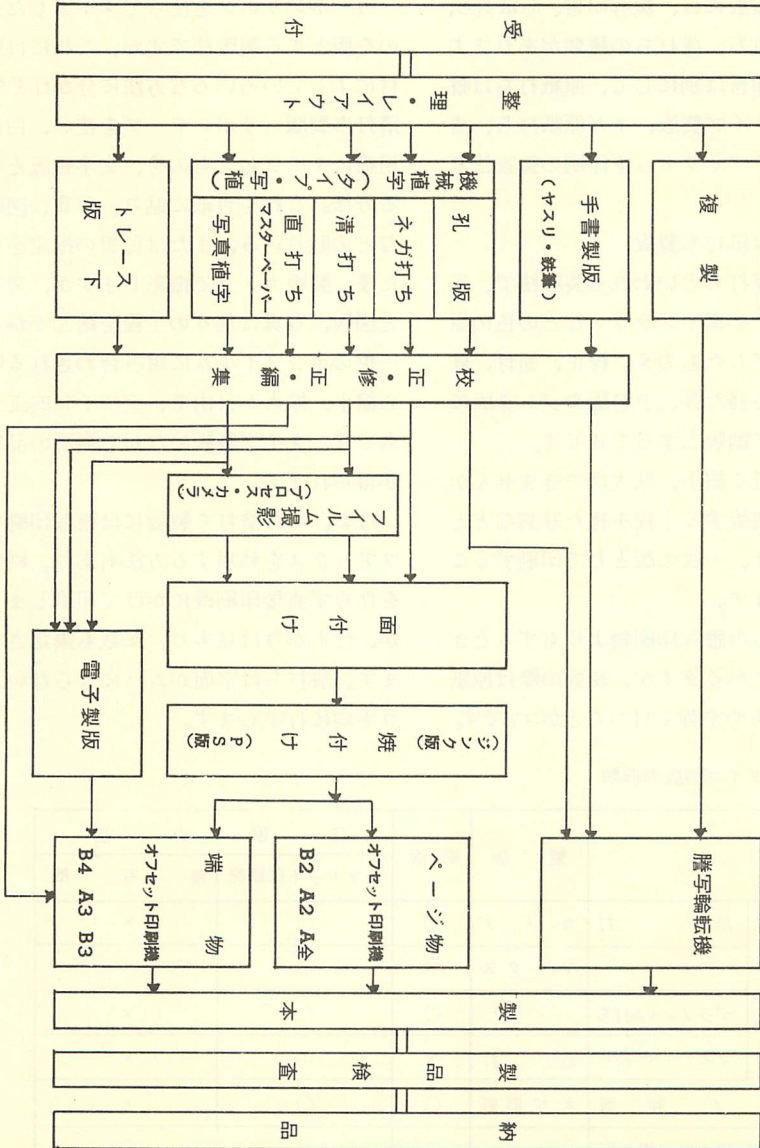 受付
整理・レイアウト
複製
手書製版
（ヤスリ・鉄筆）
機械植字（タイプ・写植）
孔版
ネガ打ち
清打ち
直打ち
マスターペーパー
写真植字
トレース
版下
校正・修正・編集
フイルム撮影
（プロセス・カメラ）
面付け
電子製版
焼付け
（ジンク版）
（PS版）
謄写輪転機
ページ物
オフセット印刷機
B2 A2 A全
端物
オフセット印刷機
B4 A3 B3
製本
製品検査
納品